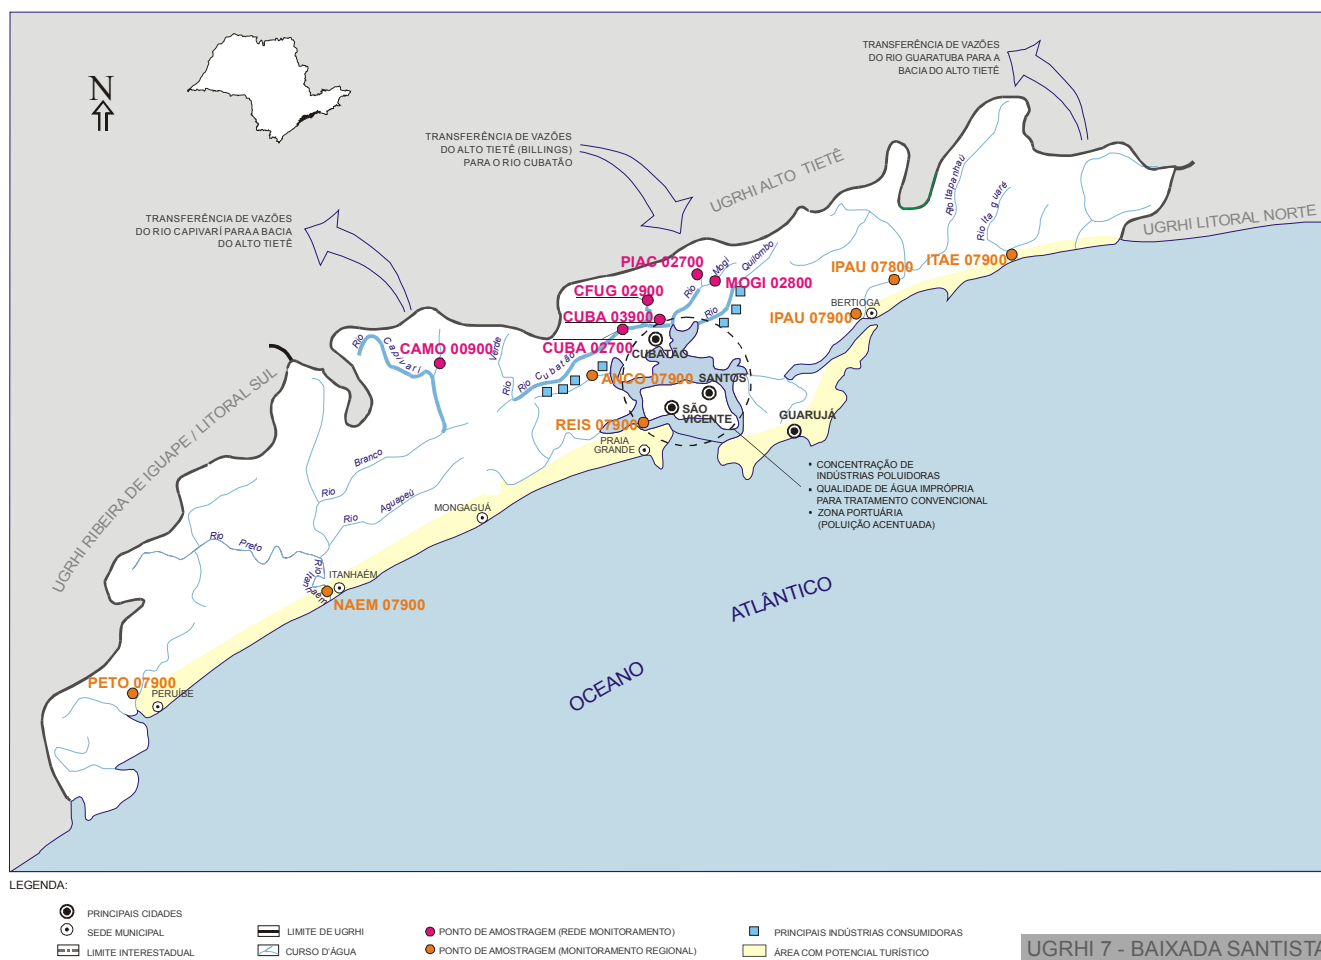 TRANSFERÊNCIA DE VAZÕES
DO RIO GUARATUBA PARA A
BACIA DO ALTO TIETÊ
N
TRANSFERÊNCIA DE VAZÕES
DO ALTO TIETÊ (BILLINGS)
PARA O RIO CUBATÃO
UGRHI ALTO TIETÊ
Rio Itapanhaú
Rio Ita guaré
UGRHI LITORAL NORTE
TRANSFERÊNCIA DE VAZÕES
DO RIO CAPIVARÍ PARA A BACIA
DO ALTO TIETÊ
PIAC 02700
Rio Mogi
Rio Quilombo
MOGI 02800
IPAU 07800
ITAE 07900
CFUG 02900
BERTIOGA
IPAU 07900
CUBA 03900
CUBA 02700
CUBATÃO
Rio Capivarí
CAMO 00900
Rio Verde
Rio Cubatão
ANCO 07900
SANTOS
SÃO
VICENTE
GUARUJÁ
REIS 07900
PRAIA
GRANDE
UGRHI RIBEIRA DE IGUAPE / LITORAL SUL
• CONCENTRAÇÃO DE
INDÚSTRIAS POLUIDORAS
• QUALIDADE DE ÁGUA IMPRÓPRIA
PARA TRATAMENTO CONVENCIONAL
• ZONA PORTUÁRIA
(POLUIÇÃO ACENTUADA)
Rio Branco
Rio Aguapeú
MONGAGUÁ
Rio Preto
Rio Itanhaém
ITANHAÉM
NAEM 07900
OCEANO ATLÂNTICO
PETO 07900
PERUÍBE
LEGENDA:
PRINCIPAIS CIDADES
SEDE MUNICIPAL
LIMITE INTERESTADUAL
LIMITE DE UGRHI
CURSO D'ÁGUA
PONTO DE AMOSTRAGEM (REDE MONITORAMENTO)
PONTO DE AMOSTRAGEM (MONITORAMENTO REGIONAL)
PRINCIPAIS INDÚSTRIAS CONSUMIDORAS
ÁREA COM POTENCIAL TURÍSTICO
UGRHI 7 - BAIXADA SANTISTA